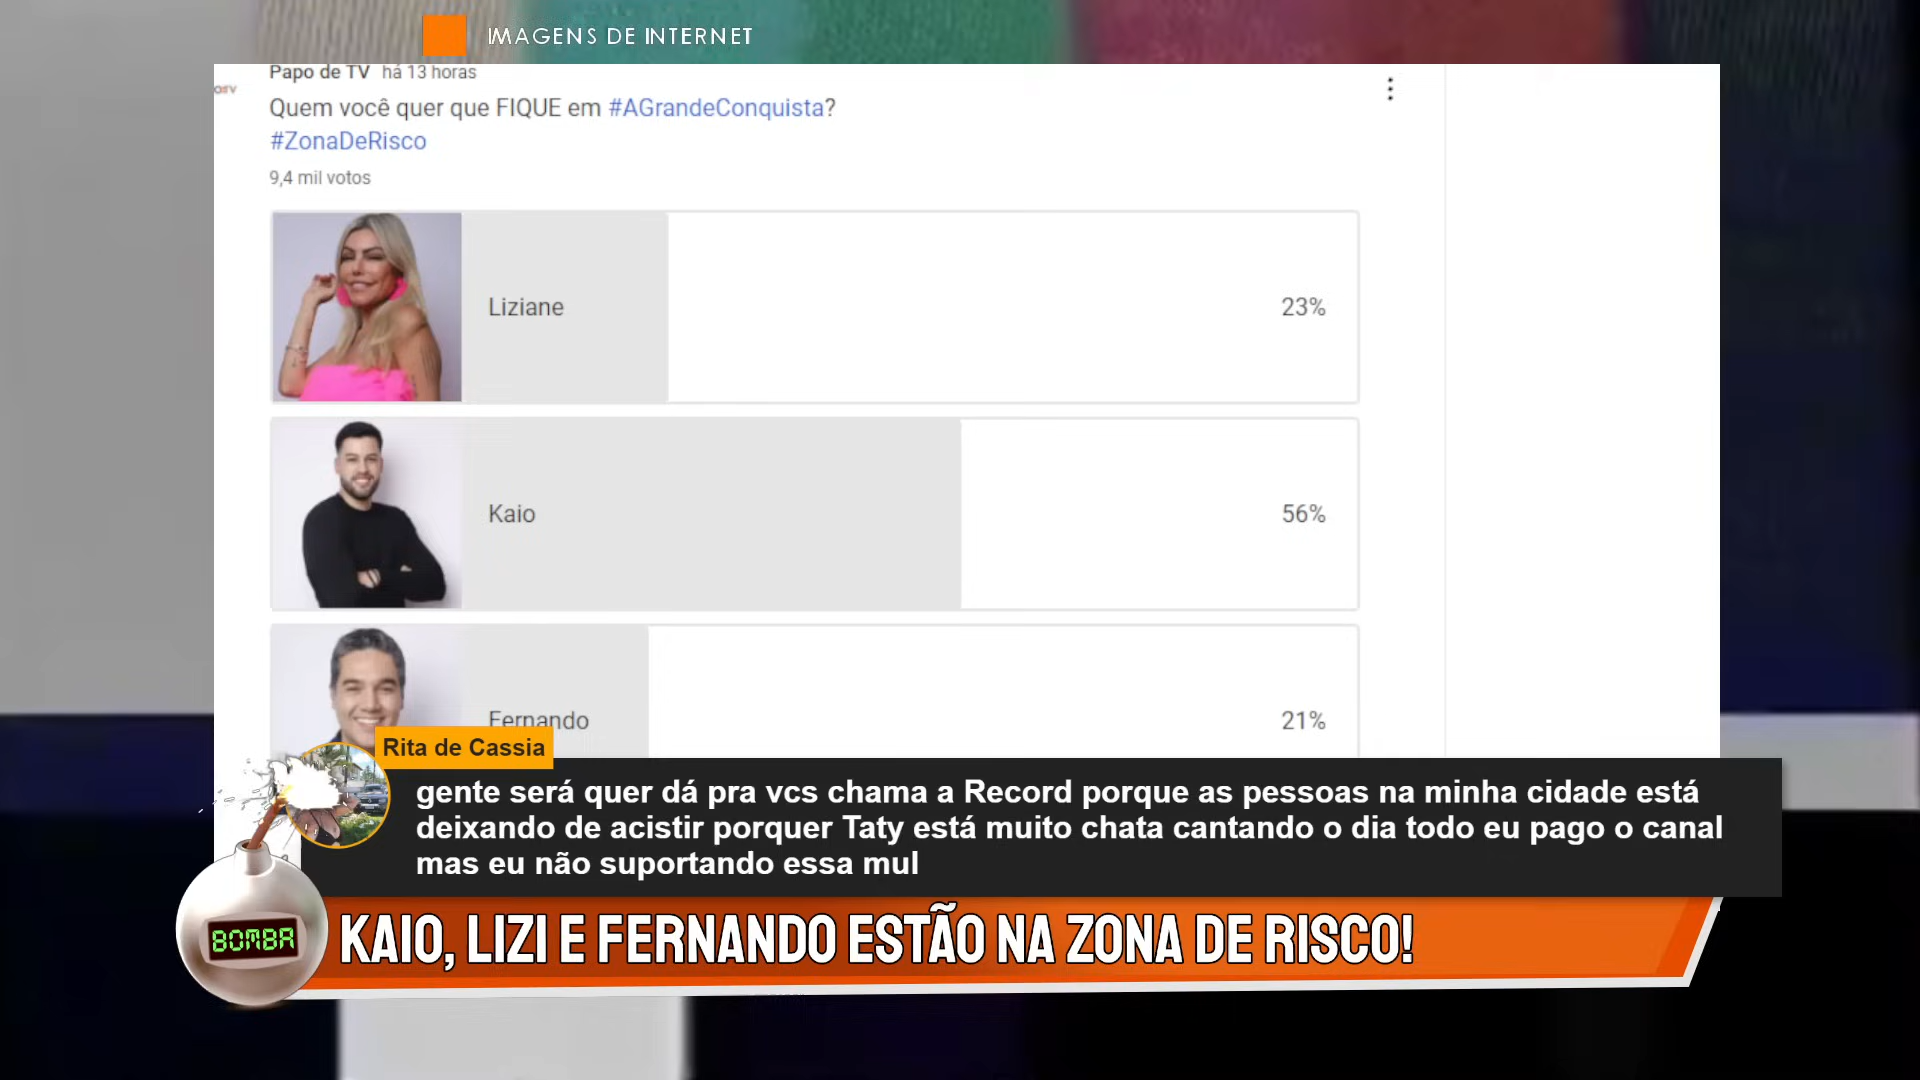 IMAGENS DE INTERNET
Papo de TV há 13 horas
Quem você quer que FIQUE em #AGrandeConquista?
#ZonaDeRisco
9,4 mil votos
Liziane
23%
Kaio
56%
Fernando
21%
Rita de Cassia
gente será quer dá pra vcs chama a Record porque as pessoas na minha cidade está
deixando de acistir porquer Taty está muito chata cantando o dia todo eu pago o canal
mas eu não suportando essa mul
BOMBA
KAIO, LIZI E FERNANDO ESTÃO NA ZONA DE RISCO!